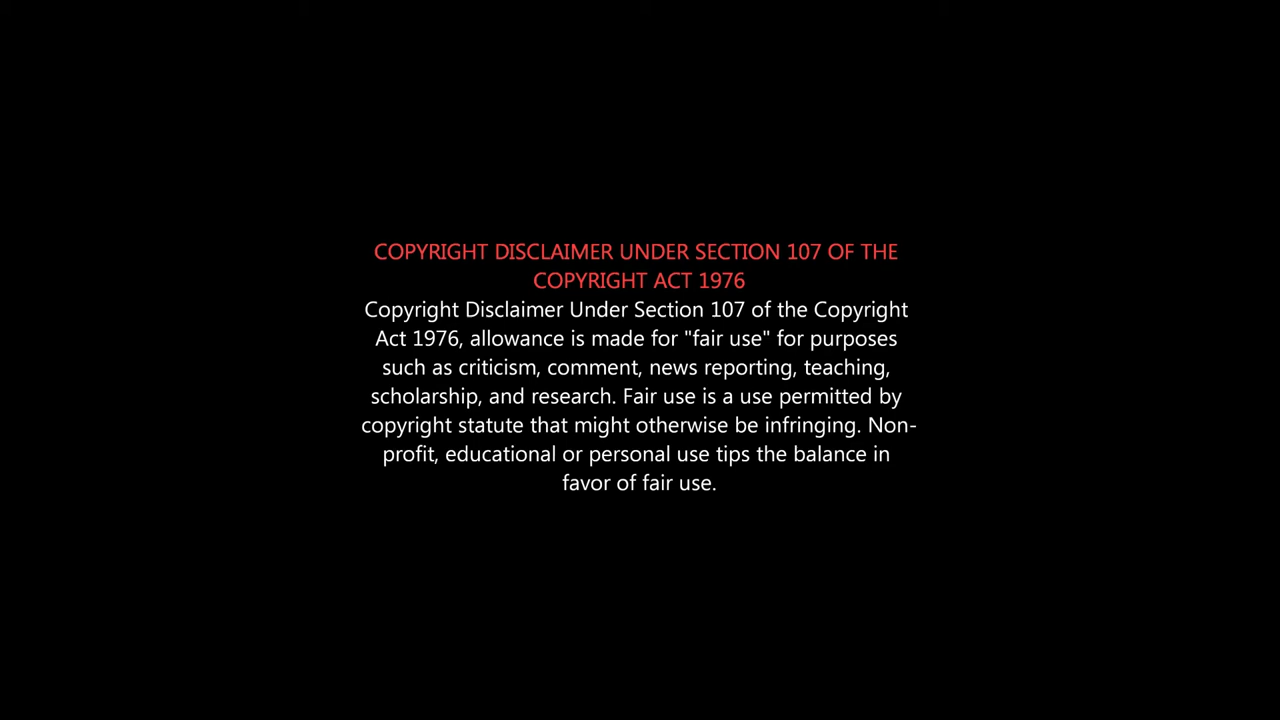 COPYRIGHT DISCLAIMER UNDER SECTION 107 OF THE
COPYRIGHT ACT 1976
Copyright Disclaimer Under Section 107 of the Copyright
Act 1976, allowance is made for "fair use" for purposes
such as criticism, comment, news reporting, teaching,
scholarship, and research. Fair use is a use permitted by
copyright statute that might otherwise be infringing. Non-
profit, educational or personal use tips the balance in
favor of fair use.